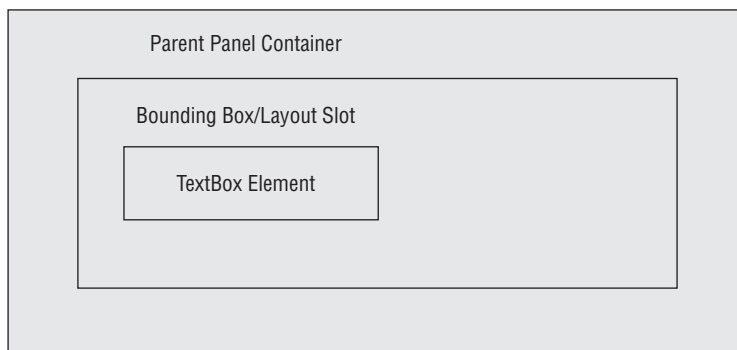 Parent Panel Container
Bounding Box/Layout Slot
TextBox Element